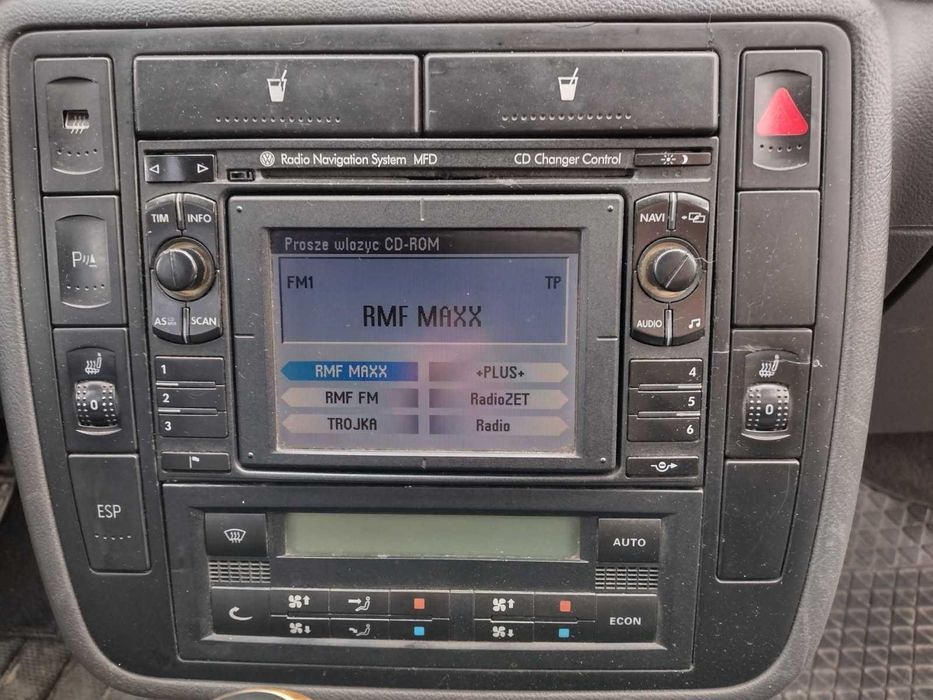 Radio Navigation System MFD
CD Changer Control
TIM
INFO
NAVI
Prosze wlozyc CD-ROM
FM1
TP
RMF MAXX
P
AS
SCAN
AUDIO
RMF MAXX
+PLUS+
RMF FM
RadioZET
TROJKA
Radio
1
2
3
4
5
6
0
0
ESP
AUTO
ECON